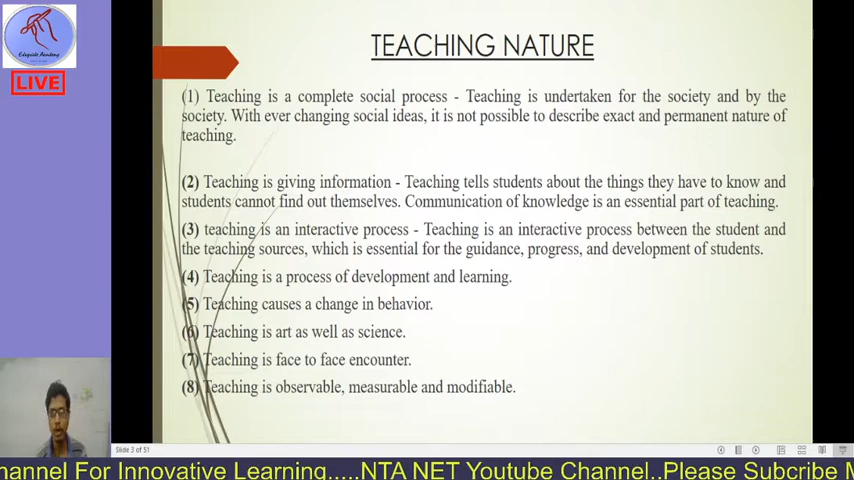 Eduguide Academy
LIVE
TEACHING NATURE
(1) Teaching is a complete social process - Teaching is undertaken for the society and by the
society. With ever changing social ideas, it is not possible to describe exact and permanent nature of
teaching.
(2) Teaching is giving information - Teaching tells students about the things they have to know and
students cannot find out themselves. Communication of knowledge is an essential part of teaching.
(3) teaching is an interactive process - Teaching is an interactive process between the student and
the teaching sources, which is essential for the guidance, progress, and development of students.
(4) Teaching is a process of development and learning.
(5) Teaching causes a change in behavior.
(6) Teaching is art as well as science.
(7) Teaching is face to face encounter.
(8) Teaching is observable, measurable and modifiable.
Slide 3 of 51
hannel For Innovative Learning.....NTA NET Youtube Channel..Please Subcribe M